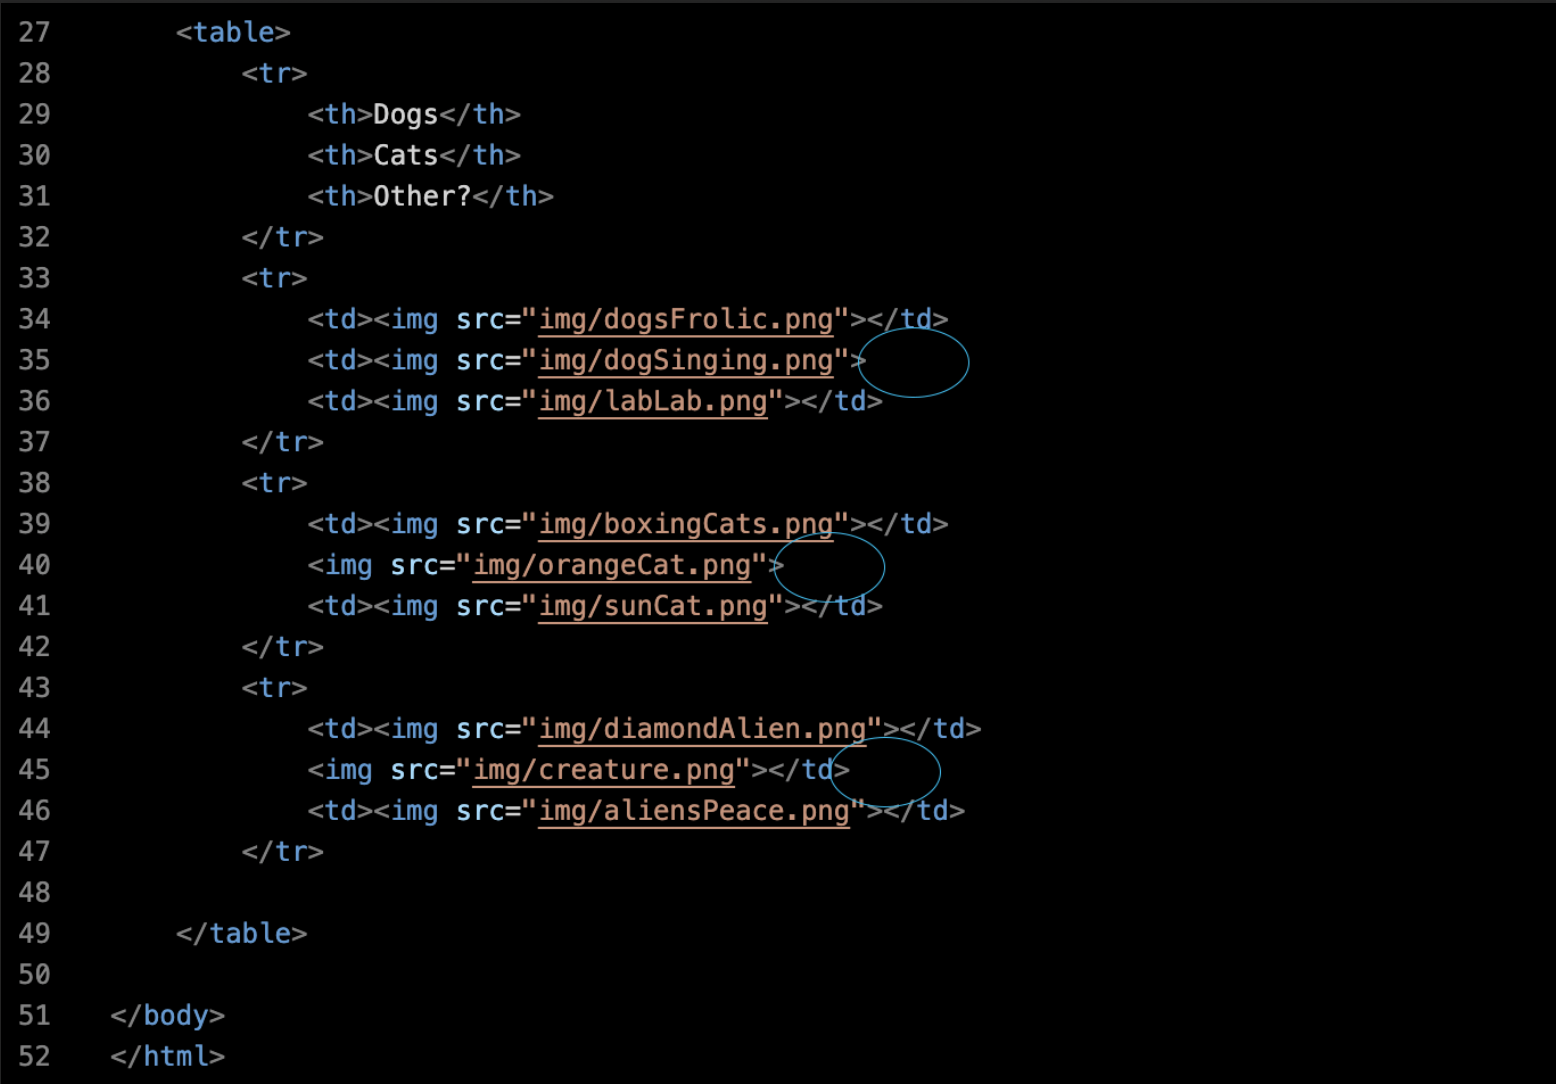 27 <table>
28 <tr>
29 <th>Dogs</th>
30 <th>Cats</th>
31 <th>Other?</th>
32 </tr>
33 <tr>
34 <td><img src="img/dogsFrolic.png"></td>
35 <td><img src="img/dogSinging.png">
36 <td><img src="img/labLab.png"></td>
37 </tr>
38 <tr>
39 <td><img src="img/boxingCats.png"></td>
40 <img src="img/orangeCat.png">
41 <td><img src="img/sunCat.png"></td>
42 </tr>
43 <tr>
44 <td><img src="img/diamondAlien.png"></td>
45 <img src="img/creature.png"></td>
46 <td><img src="img/aliensPeace.png"></td>
47 </tr>
48
49 </table>
50
51 </body>
52 </html>